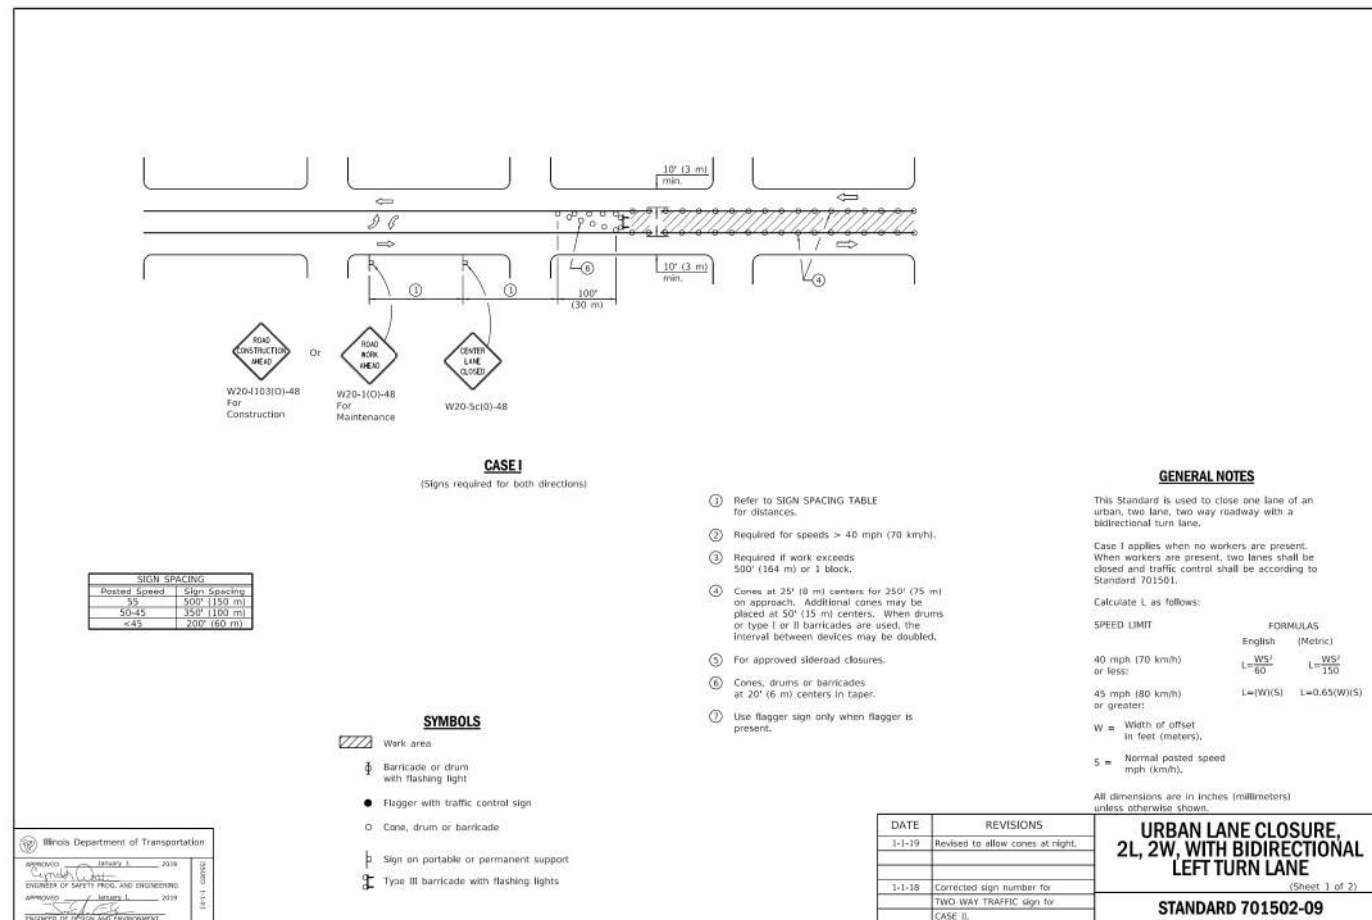 10' (3 m)
min.
6
10' (3 m)
min.
4
1
1
100'
(30 m)
ROAD
CONSTRUCTION
AHEAD
Or
ROAD
WORK
AHEAD
CENTER
LANE
CLOSED
W20-I103(O)-48
For
Construction
W20-1(O)-48
For
Maintenance
W20-5c(0)-48
CASE I
(Signs required for both directions)
SIGN SPACING
Posted Speed Sign Spacing
55 500' (150 m)
50-45 350' (100 m)
<45 200' (60 m)
1 Refer to SIGN SPACING TABLE
for distances.
2 Required for speeds > 40 mph (70 km/h).
3 Required if work exceeds
500' (164 m) or 1 block.
4 Cones at 25' (8 m) centers for 250' (75 m)
on approach. Additional cones may be
placed at 50' (15 m) centers. When drums
or type I or II barricades are used, the
interval between devices may be doubled.
5 For approved sideroad closures.
6 Cones, drums or barricades
at 20' (6 m) centers in taper.
7 Use flagger sign only when flagger is
present.
SYMBOLS
Work area
Barricade or drum
with flashing light
Flagger with traffic control sign
Cone, drum or barricade
Sign on portable or permanent support
Type III barricade with flashing lights
GENERAL NOTES
This Standard is used to close one lane of an
urban, two lane, two way roadway with a
bidirectional turn lane.
Case I applies when no workers are present.
When workers are present, two lanes shall be
closed and traffic control shall be according to
Standard 701501.
Calculate L as follows:
SPEED LIMIT FORMULAS
English (Metric)
40 mph (70 km/h)
or less:
L=WS²/60 L=WS²/150
45 mph (80 km/h)
or greater:
L=(W)(S) L=0.65(W)(S)
W = Width of offset
in feet (meters).
S = Normal posted speed
mph (km/h).
All dimensions are in inches (millimeters)
unless otherwise shown.
Illinois Department of Transportation
APPROVED January 1, 2019
ENGINEER OF SAFETY PROG. AND ENGINEERING
APPROVED January 1, 2019
ENGINEER OF DESIGN AND ENVIRONMENT
ISSUED 1-1-97
DATE REVISIONS
1-1-19 Revised to allow cones at night.
1-1-18 Corrected sign number for
TWO WAY TRAFFIC sign for
CASE II.
URBAN LANE CLOSURE,
2L, 2W, WITH BIDIRECTIONAL
LEFT TURN LANE
(Sheet 1 of 2)
STANDARD 701502-09